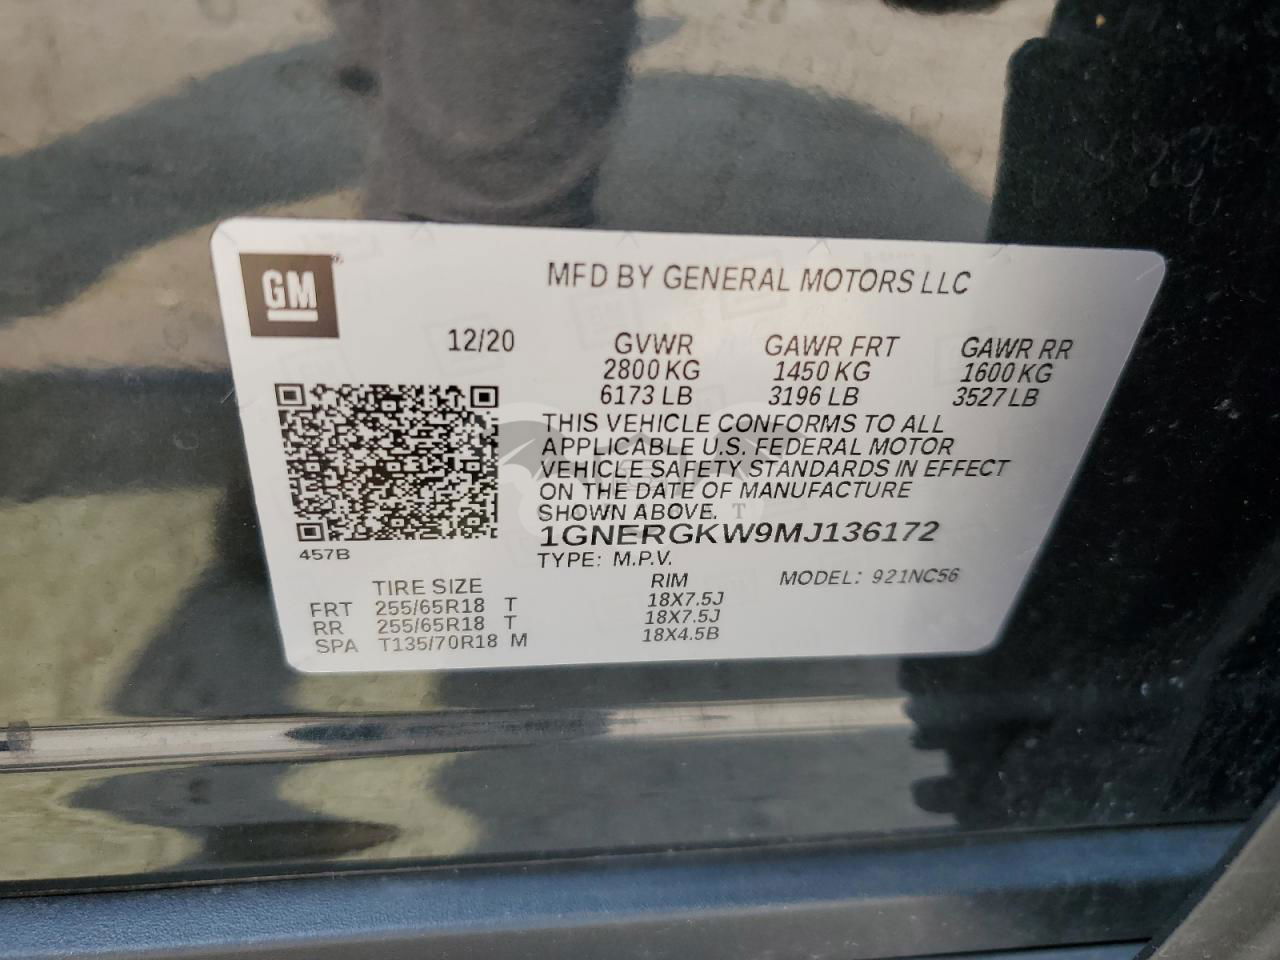 GM
MFD BY GENERAL MOTORS LLC
12/20 GVWR GAWR FRT GAWR RR
2800 KG 1450 KG 1600 KG
6173 LB 3196 LB 3527 LB
THIS VEHICLE CONFORMS TO ALL
APPLICABLE U.S. FEDERAL MOTOR
VEHICLE SAFETY STANDARDS IN EFFECT
ON THE DATE OF MANUFACTURE
SHOWN ABOVE.
1GNERGKW9MJ136172
457B
TYPE: M.P.V.
TIRE SIZE RIM MODEL: 921NC56
FRT 255/65R18 T 18X7.5J
RR 255/65R18 T 18X7.5J
SPA T135/70R18 M 18X4.5B